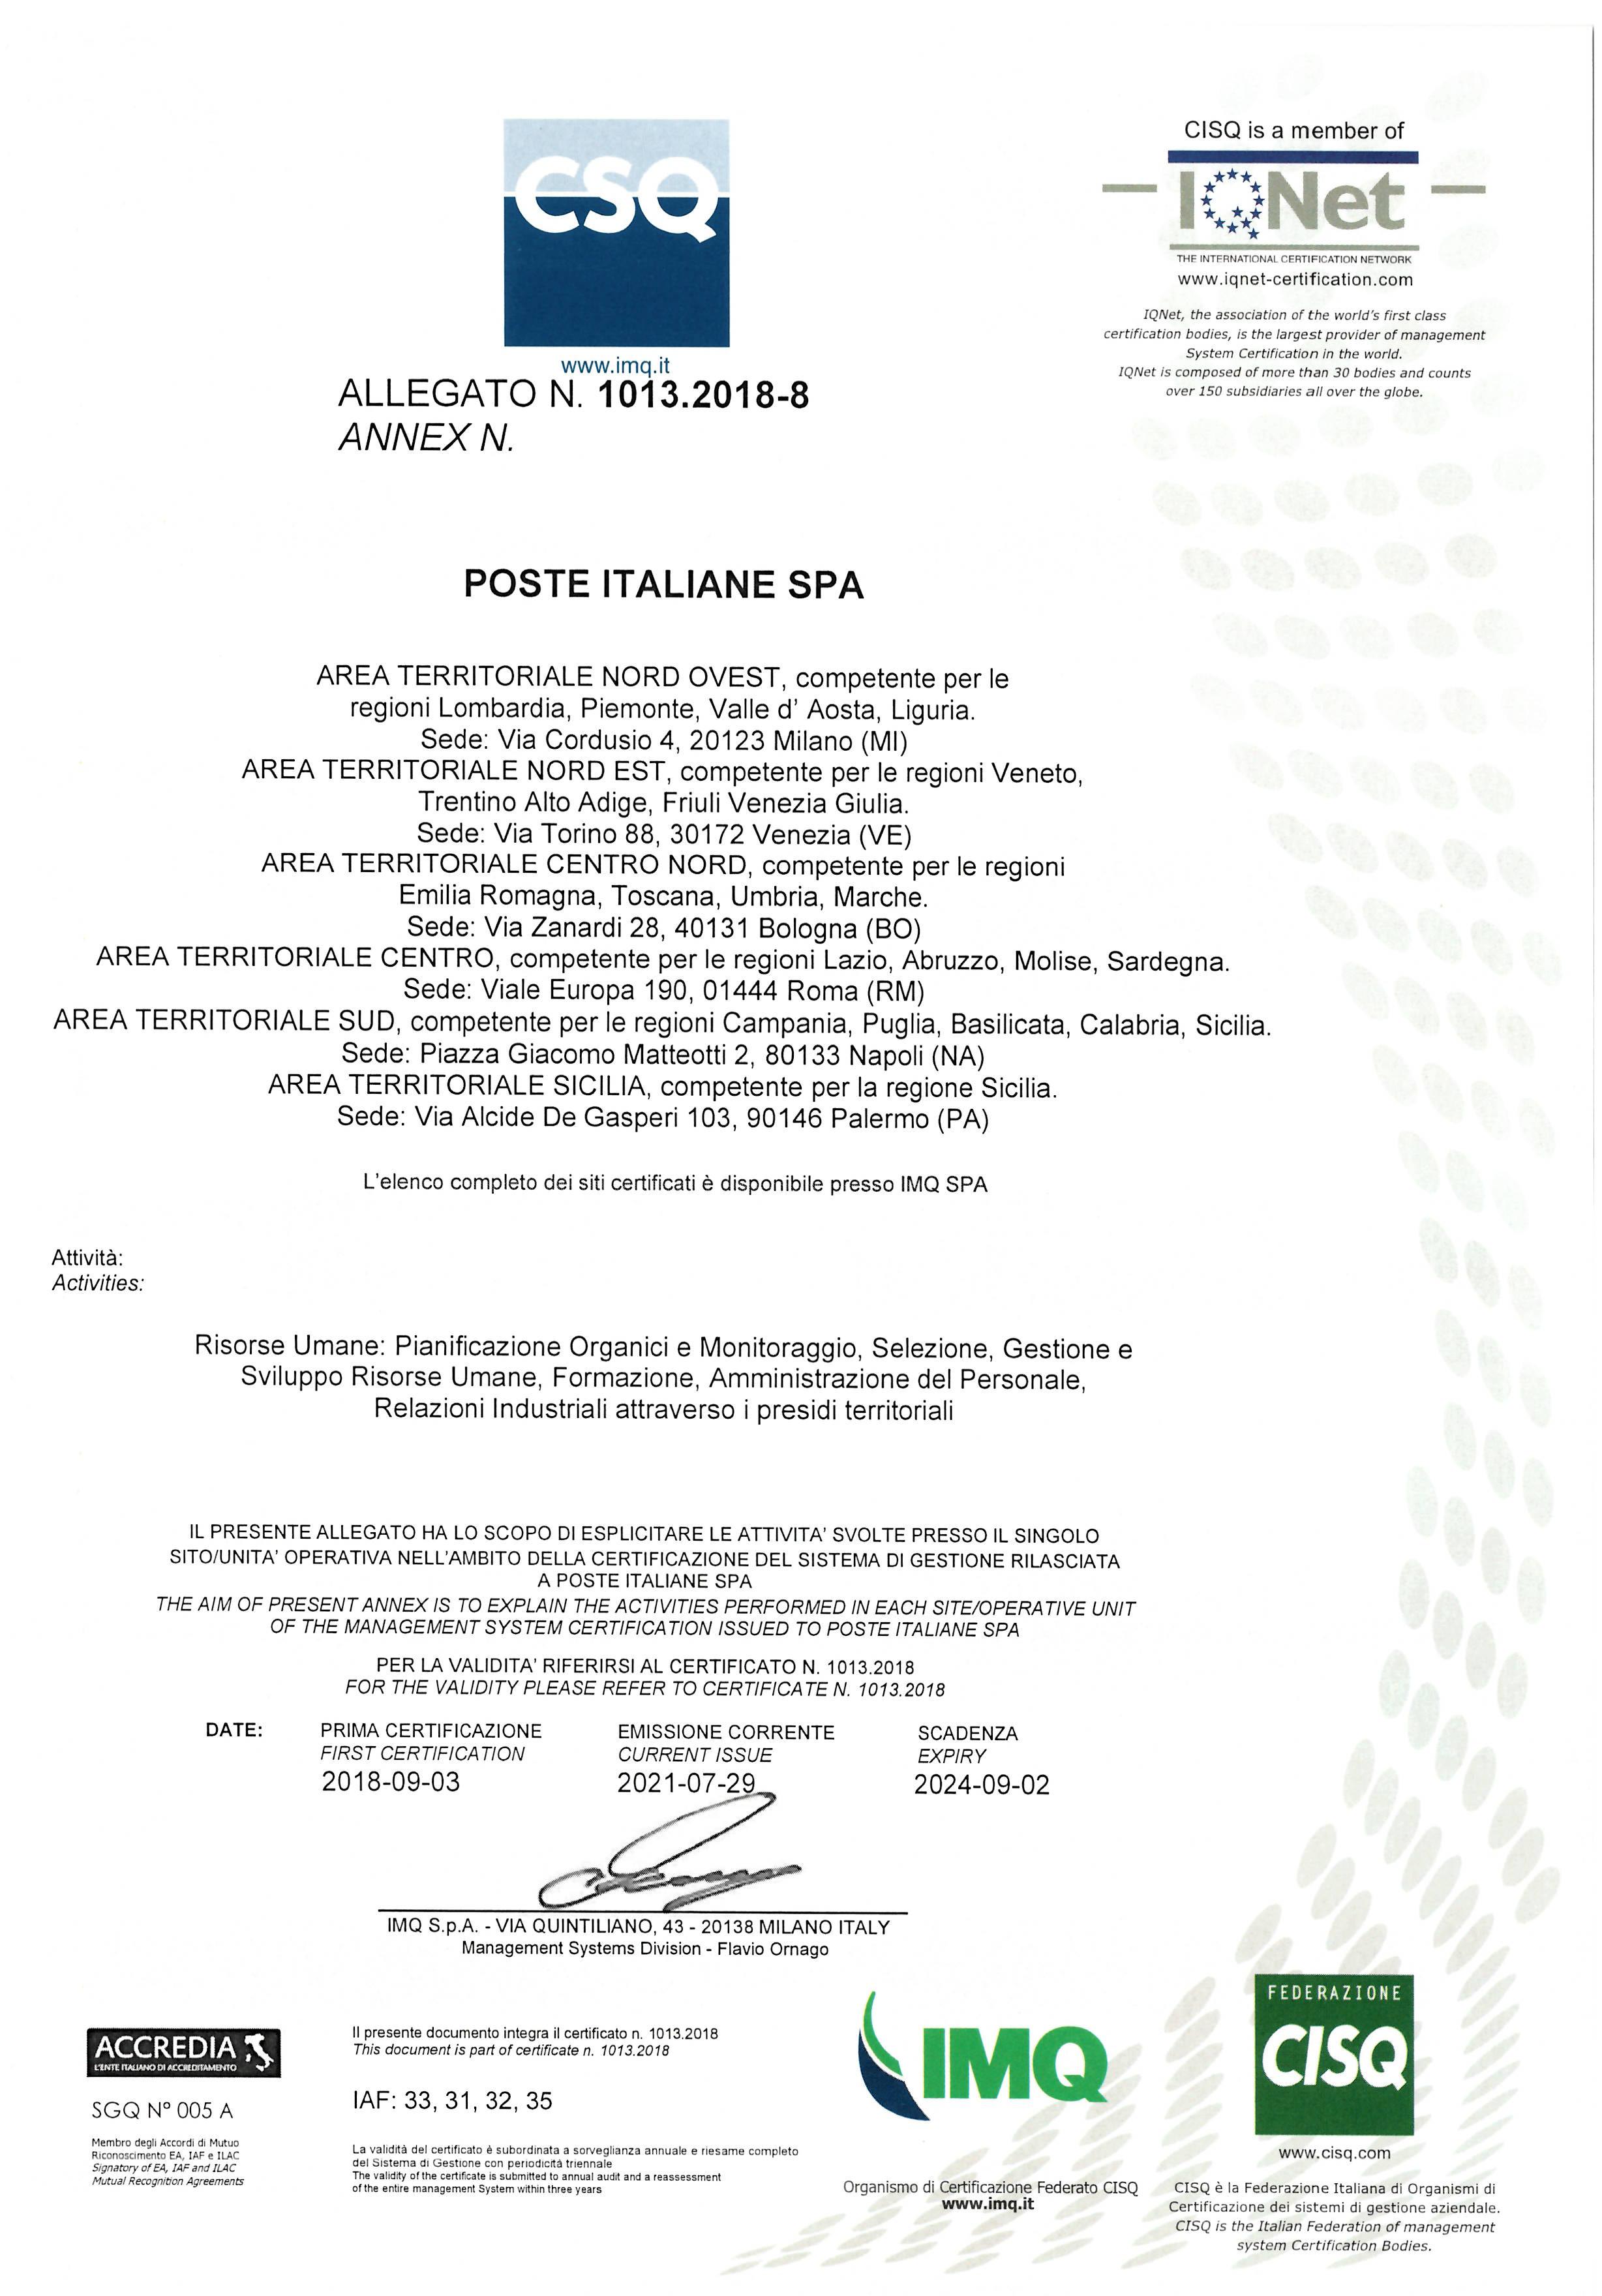 CSQ
www.imq.it
CISQ is a member of
IQNet
THE INTERNATIONAL CERTIFICATION NETWORK
www.iqnet-certification.com
IQNet, the association of the world's first class
certification bodies, is the largest provider of management
System Certification in the world.
IQNet is composed of more than 30 bodies and counts
over 150 subsidiaries all over the globe.
ALLEGATO N. 1013.2018-8
ANNEX N.
POSTE ITALIANE SPA
AREA TERRITORIALE NORD OVEST, competente per le
regioni Lombardia, Piemonte, Valle d' Aosta, Liguria.
Sede: Via Cordusio 4, 20123 Milano (MI)
AREA TERRITORIALE NORD EST, competente per le regioni Veneto,
Trentino Alto Adige, Friuli Venezia Giulia.
Sede: Via Torino 88, 30172 Venezia (VE)
AREA TERRITORIALE CENTRO NORD, competente per le regioni
Emilia Romagna, Toscana, Umbria, Marche.
Sede: Via Zanardi 28, 40131 Bologna (BO)
AREA TERRITORIALE CENTRO, competente per le regioni Lazio, Abruzzo, Molise, Sardegna.
Sede: Viale Europa 190, 01444 Roma (RM)
AREA TERRITORIALE SUD, competente per le regioni Campania, Puglia, Basilicata, Calabria, Sicilia.
Sede: Piazza Giacomo Matteotti 2, 80133 Napoli (NA)
AREA TERRITORIALE SICILIA, competente per la regione Sicilia.
Sede: Via Alcide De Gasperi 103, 90146 Palermo (PA)
L'elenco completo dei siti certificati è disponibile presso IMQ SPA
Attività:
Activities:
Risorse Umane: Pianificazione Organici e Monitoraggio, Selezione, Gestione e
Sviluppo Risorse Umane, Formazione, Amministrazione del Personale,
Relazioni Industriali attraverso i presidi territoriali
IL PRESENTE ALLEGATO HA LO SCOPO DI ESPLICITARE LE ATTIVITA' SVOLTE PRESSO IL SINGOLO
SITO/UNITA' OPERATIVA NELL'AMBITO DELLA CERTIFICAZIONE DEL SISTEMA DI GESTIONE RILASCIATA
A POSTE ITALIANE SPA
THE AIM OF PRESENT ANNEX IS TO EXPLAIN THE ACTIVITIES PERFORMED IN EACH SITE/OPERATIVE UNIT
OF THE MANAGEMENT SYSTEM CERTIFICATION ISSUED TO POSTE ITALIANE SPA
PER LA VALIDITA' RIFERIRSI AL CERTIFICATO N. 1013.2018
FOR THE VALIDITY PLEASE REFER TO CERTIFICATE N. 1013.2018
DATE: PRIMA CERTIFICAZIONE EMISSIONE CORRENTE SCADENZA
FIRST CERTIFICATION CURRENT ISSUE EXPIRY
2018-09-03 2021-07-29 2024-09-02
IMQ S.p.A. - VIA QUINTILIANO, 43 - 20138 MILANO ITALY
Management Systems Division - Flavio Ornago
ACCREDIA
L'ENTE ITALIANO DI ACCREDITAMENTO
SGQ N° 005 A
Membro degli Accordi di Mutuo
Riconoscimento EA, IAF e ILAC
Signatory of EA, IAF and ILAC
Mutual Recognition Agreements
Il presente documento integra il certificato n. 1013.2018
This document is part of certificate n. 1013.2018
IAF: 33, 31, 32, 35
La validità del certificato è subordinata a sorveglianza annuale e riesame completo
del Sistema di Gestione con periodicità triennale
The validity of the certificate is submitted to annual audit and a reassessment
of the entire management System within three years
IMQ
Organismo di Certificazione Federato CISQ
www.imq.it
FEDERAZIONE
CISQ
www.cisq.com
CISQ è la Federazione Italiana di Organismi di
Certificazione dei sistemi di gestione aziendale.
CISQ is the Italian Federation of management
system Certification Bodies.